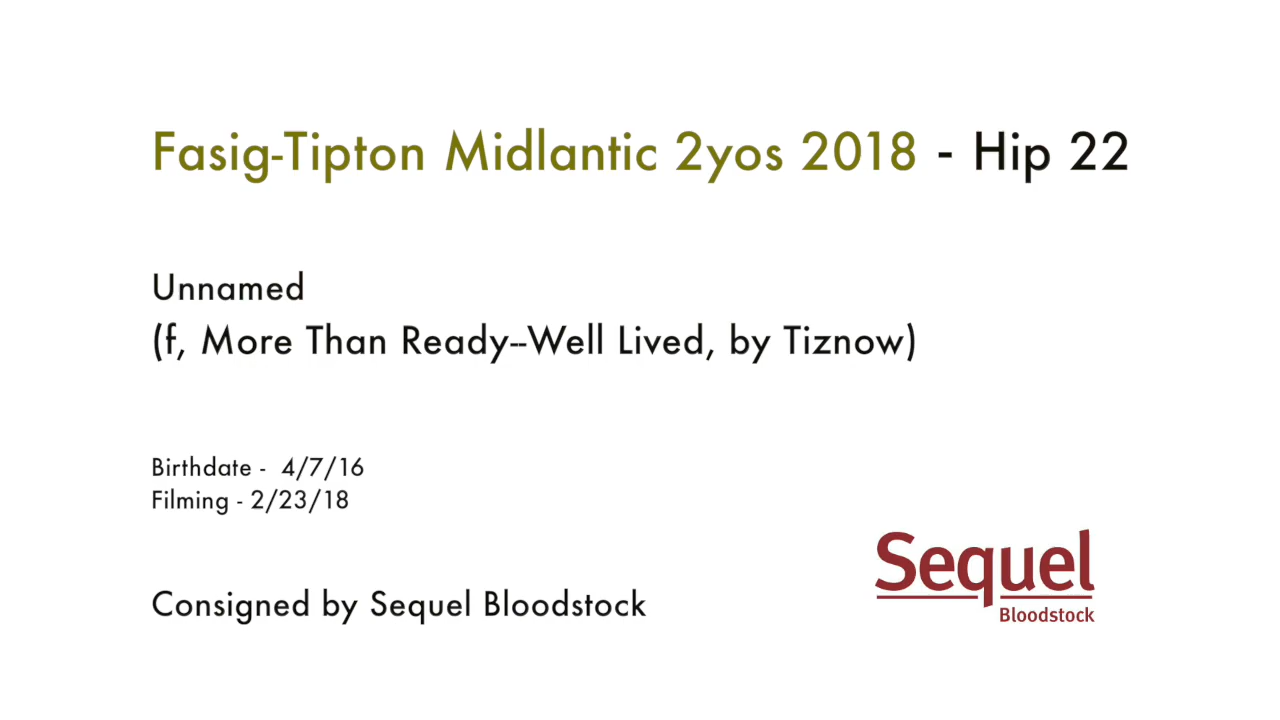 Fasig-Tipton Midlantic 2yos 2018 - Hip 22
Unnamed
(f, More Than Ready--Well Lived, by Tiznow)
Birthdate -  4/7/16
Filming - 2/23/18
Consigned by Sequel Bloodstock
Sequel
Bloodstock